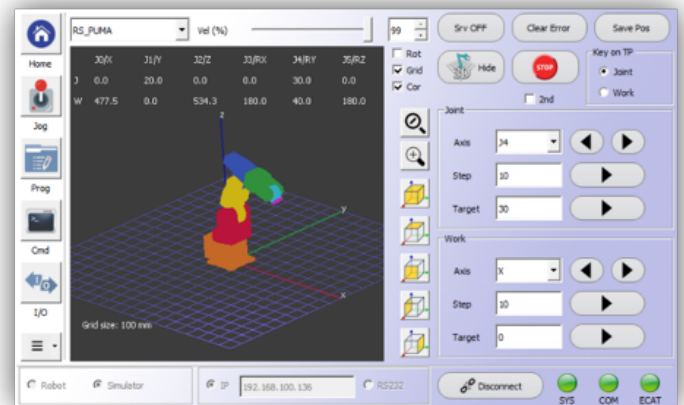 RS_PUMA Vel (%) 99 Srv OFF Clear Error Save Pos
Home
J0/X J1/Y J2/Z J3/RX J4/RY J5/RZ
J 0.0 20.0 0.0 0.0 30.0 0.0
W 477.5 0.0 534.3 180.0 40.0 180.0
Rot
Grid
Cor
Hide
STOP
2nd
Key on TP
Joint
Work
Jog
Prog
Cmd
I/O
z
y
x
Grid size: 100 mm
Joint
Axis J4
Step 10
Target 30
Work
Axis X
Step 10
Target 0
Robot Simulator IP 192.168.100.136 RS232 Disconnect
SYS COM ECAT